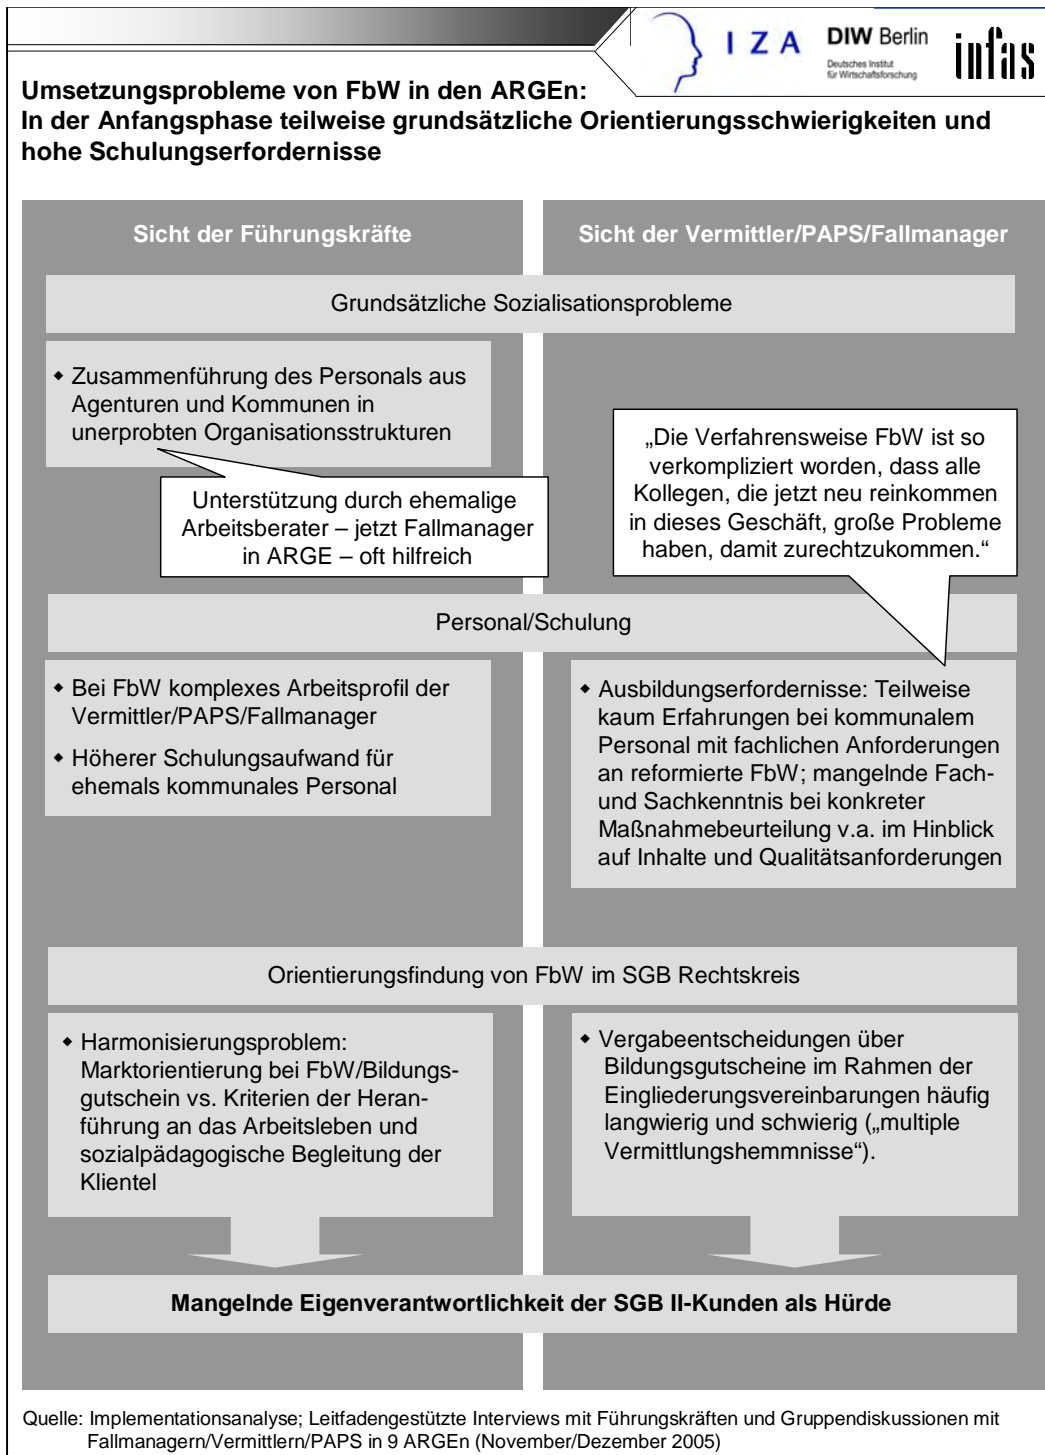 IZA
DIW Berlin
Deutsches Institut
für Wirtschaftsforschung
infas
Umsetzungsprobleme von FbW in den ARGEn:
In der Anfangsphase teilweise grundsätzliche Orientierungsschwierigkeiten und
hohe Schulungserfordernisse
Sicht der Führungskräfte
Sicht der Vermittler/PAPS/Fallmanager
Grundsätzliche Sozialisationsprobleme
◆ Zusammenführung des Personals aus
Agenturen und Kommunen in
unerprobten Organisationsstrukturen
Unterstützung durch ehemalige
Arbeitsberater – jetzt Fallmanager
in ARGE – oft hilfreich
„Die Verfahrensweise FbW ist so
verkompliziert worden, dass alle
Kollegen, die jetzt neu reinkommen
in dieses Geschäft, große Probleme
haben, damit zurechtzukommen.“
Personal/Schulung
◆ Bei FbW komplexes Arbeitsprofil der
Vermittler/PAPS/Fallmanager
◆ Höherer Schulungsaufwand für
ehemals kommunales Personal
◆ Ausbildungserfordernisse: Teilweise
kaum Erfahrungen bei kommunalem
Personal mit fachlichen Anforderungen
an reformierte FbW; mangelnde Fach-
und Sachkenntnis bei konkreter
Maßnahmebeurteilung v.a. im Hinblick
auf Inhalte und Qualitätsanforderungen
Orientierungsfindung von FbW im SGB Rechtskreis
◆ Harmonisierungsproblem:
Marktorientierung bei FbW/Bildungs-
gutschein vs. Kriterien der Heran-
führung an das Arbeitsleben und
sozialpädagogische Begleitung der
Klientel
◆ Vergabeentscheidungen über
Bildungsgutscheine im Rahmen der
Eingliederungsvereinbarungen häufig
langwierig und schwierig („multiple
Vermittlungshemmnisse“).
Mangelnde Eigenverantwortlichkeit der SGB II-Kunden als Hürde
Quelle: Implementationsanalyse; Leitfadengestützte Interviews mit Führungskräften und Gruppendiskussionen mit
Fallmanagern/Vermittlern/PAPS in 9 ARGEn (November/Dezember 2005)